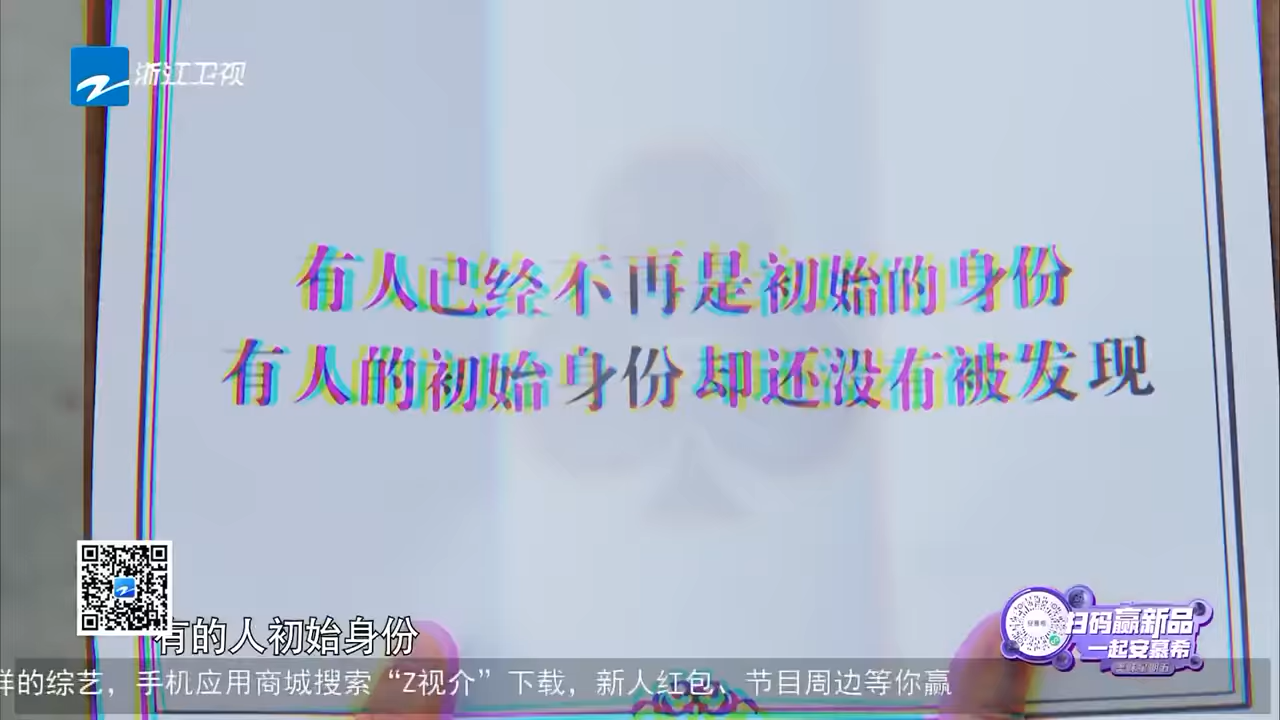 浙江卫视
有人已经不再是初始的身份
有人的初始身份却还没有被发现
有的人初始身份
样的综艺，手机应用商城搜索“Z视介”下载，新人红包、节目周边等你赢
扫码赢新品
一起安慕希